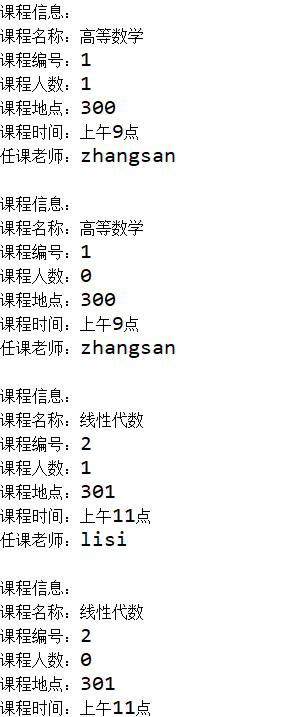 课程信息：
课程名称：高等数学
课程编号：1
课程人数：1
课程地点：300
课程时间：上午9点
任课老师：zhangsan
课程信息：
课程名称：高等数学
课程编号：1
课程人数：0
课程地点：300
课程时间：上午9点
任课老师：zhangsan
课程信息：
课程名称：线性代数
课程编号：2
课程人数：1
课程地点：301
课程时间：上午11点
任课老师：lisi
课程信息：
课程名称：线性代数
课程编号：2
课程人数：0
课程地点：301
课程时间：上午11点